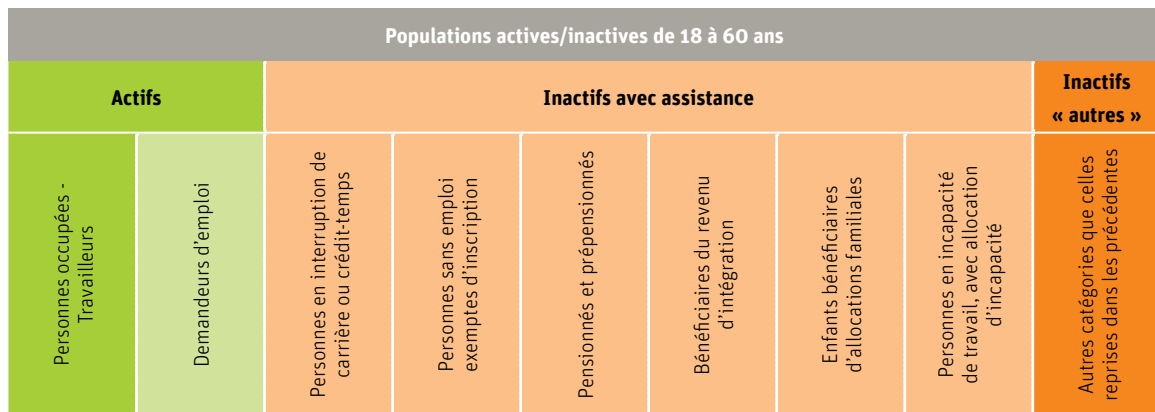 Populations actives/inactives de 18 à 60 ans
Actifs
Inactifs avec assistance
Inactifs
« autres »
Personnes occupées -
Travailleurs
Demandeurs d'emploi
Personnes en interruption de
carrière ou crédit-temps
Personnes sans emploi
exemptes d'inscription
Pensionnés et prépensionnés
Bénéficiaires du revenu
d'intégration
Enfants bénéficiaires
d'allocations familiales
Personnes en incapacité
de travail, avec allocation
d'incapacité
Autres catégories que celles
reprises dans les précédentes